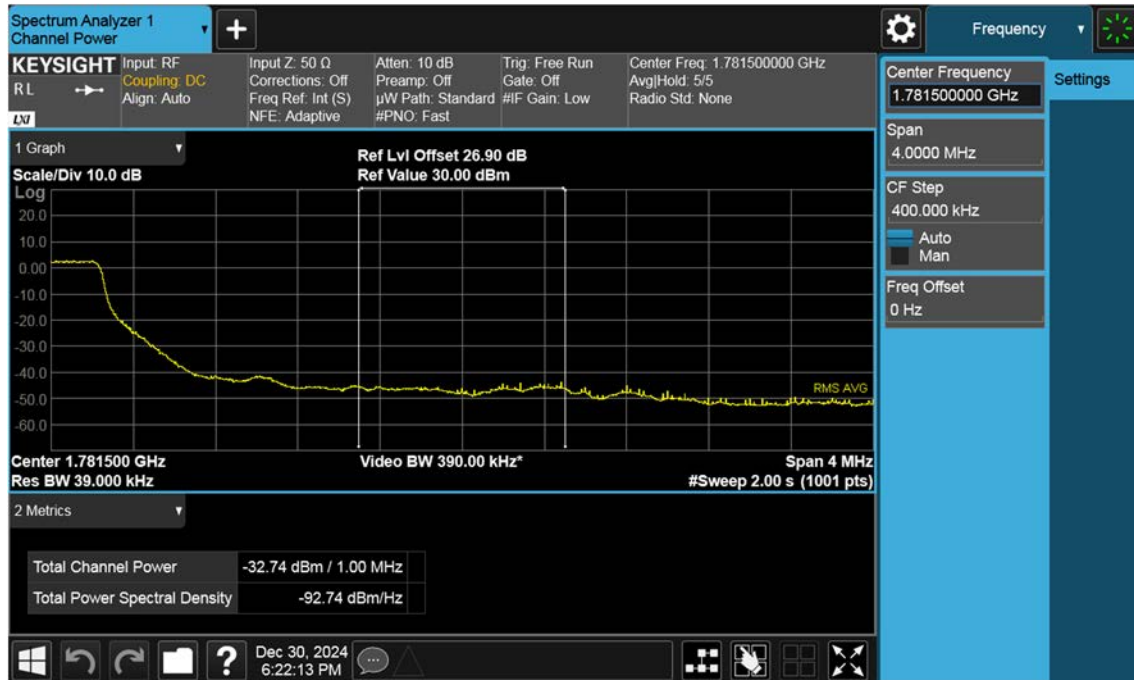 Spectrum Analyzer 1
Channel Power
+
Frequency
KEYSIGHT
RL
LXI
Input: RF
Coupling: DC
Align: Auto
Input Z: 50 Ω
Corrections: Off
Freq Ref: Int (S)
NFE: Adaptive
Atten: 10 dB
Preamp: Off
µW Path: Standard
#PNO: Fast
Trig: Free Run
Gate: Off
#IF Gain: Low
Center Freq: 1.781500000 GHz
Avg|Hold: 5/5
Radio Std: None
Center Frequency
1.781500000 GHz
Settings
Span
4.0000 MHz
CF Step
400.000 kHz
Auto
Man
Freq Offset
0 Hz
1 Graph
Scale/Div 10.0 dB
Ref Lvl Offset 26.90 dB
Ref Value 30.00 dBm
Log
20.0
10.0
0.00
-10.0
-20.0
-30.0
-40.0
-50.0
-60.0
RMS AVG
Center 1.781500 GHz
Video BW 390.00 kHz*
Span 4 MHz
Res BW 39.000 kHz
#Sweep 2.00 s (1001 pts)
2 Metrics
Total Channel Power
-32.74 dBm / 1.00 MHz
Total Power Spectral Density
-92.74 dBm/Hz
?
Dec 30, 2024
6:22:13 PM